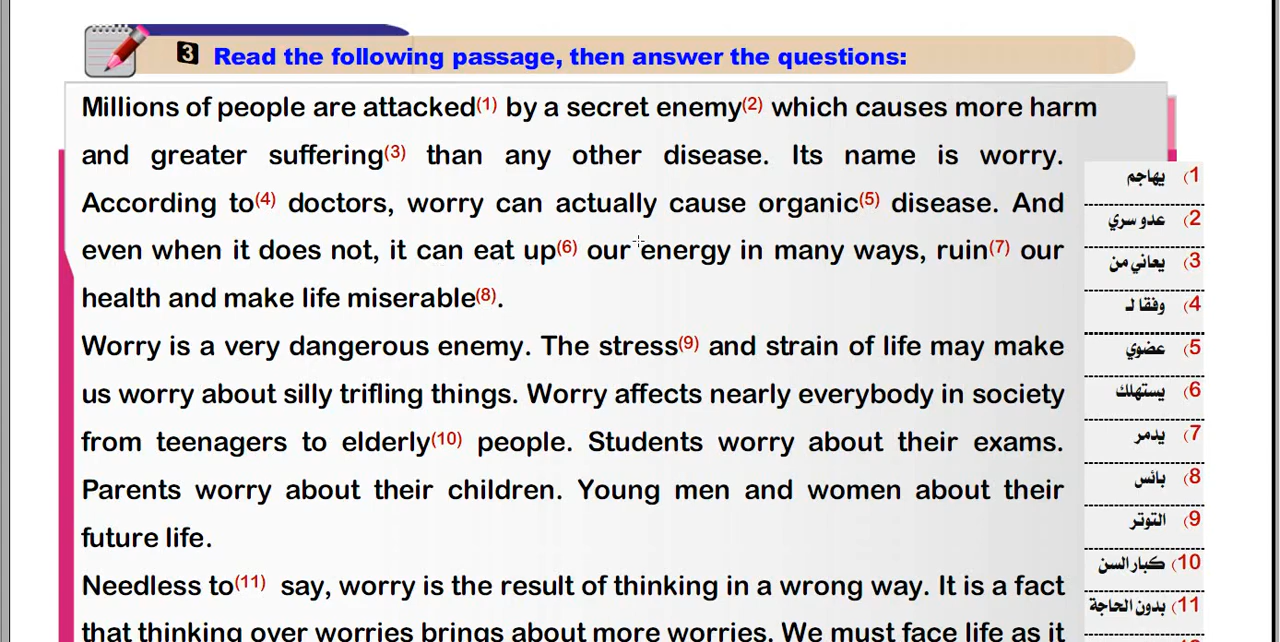 3 Read the following passage, then answer the questions:
Millions of people are attacked(1) by a secret enemy(2) which causes more harm
and greater suffering(3) than any other disease. Its name is worry.
According to(4) doctors, worry can actually cause organic(5) disease. And
even when it does not, it can eat up(6) our energy in many ways, ruin(7) our
health and make life miserable(8).
Worry is a very dangerous enemy. The stress(9) and strain of life may make
us worry about silly trifling things. Worry affects nearly everybody in society
from teenagers to elderly(10) people. Students worry about their exams.
Parents worry about their children. Young men and women about their
future life.
Needless to(11) say, worry is the result of thinking in a wrong way. It is a fact
that thinking over worries brings about more worries. We must face life as it
1) يهاجم
2) عدو سري
3) يعاني من
4) وفقا لـ
5) عضوي
6) يستهلك
7) يدمر
8) بائس
9) التوتر
10) كبار السن
11) بدون الحاجة